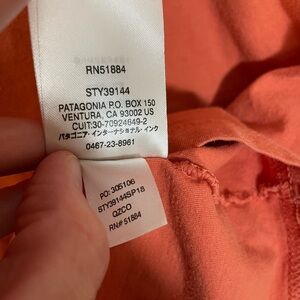 RN51884
STY39144
PATAGONIA P.O. BOX 150
VENTURA, CA 93002 US
CUIT:30-70924649-2
パタゴニア・インターナショナル・インク
0467-23-8961
PO: 305106
STY39144SP18
QZCO
RN# 51884